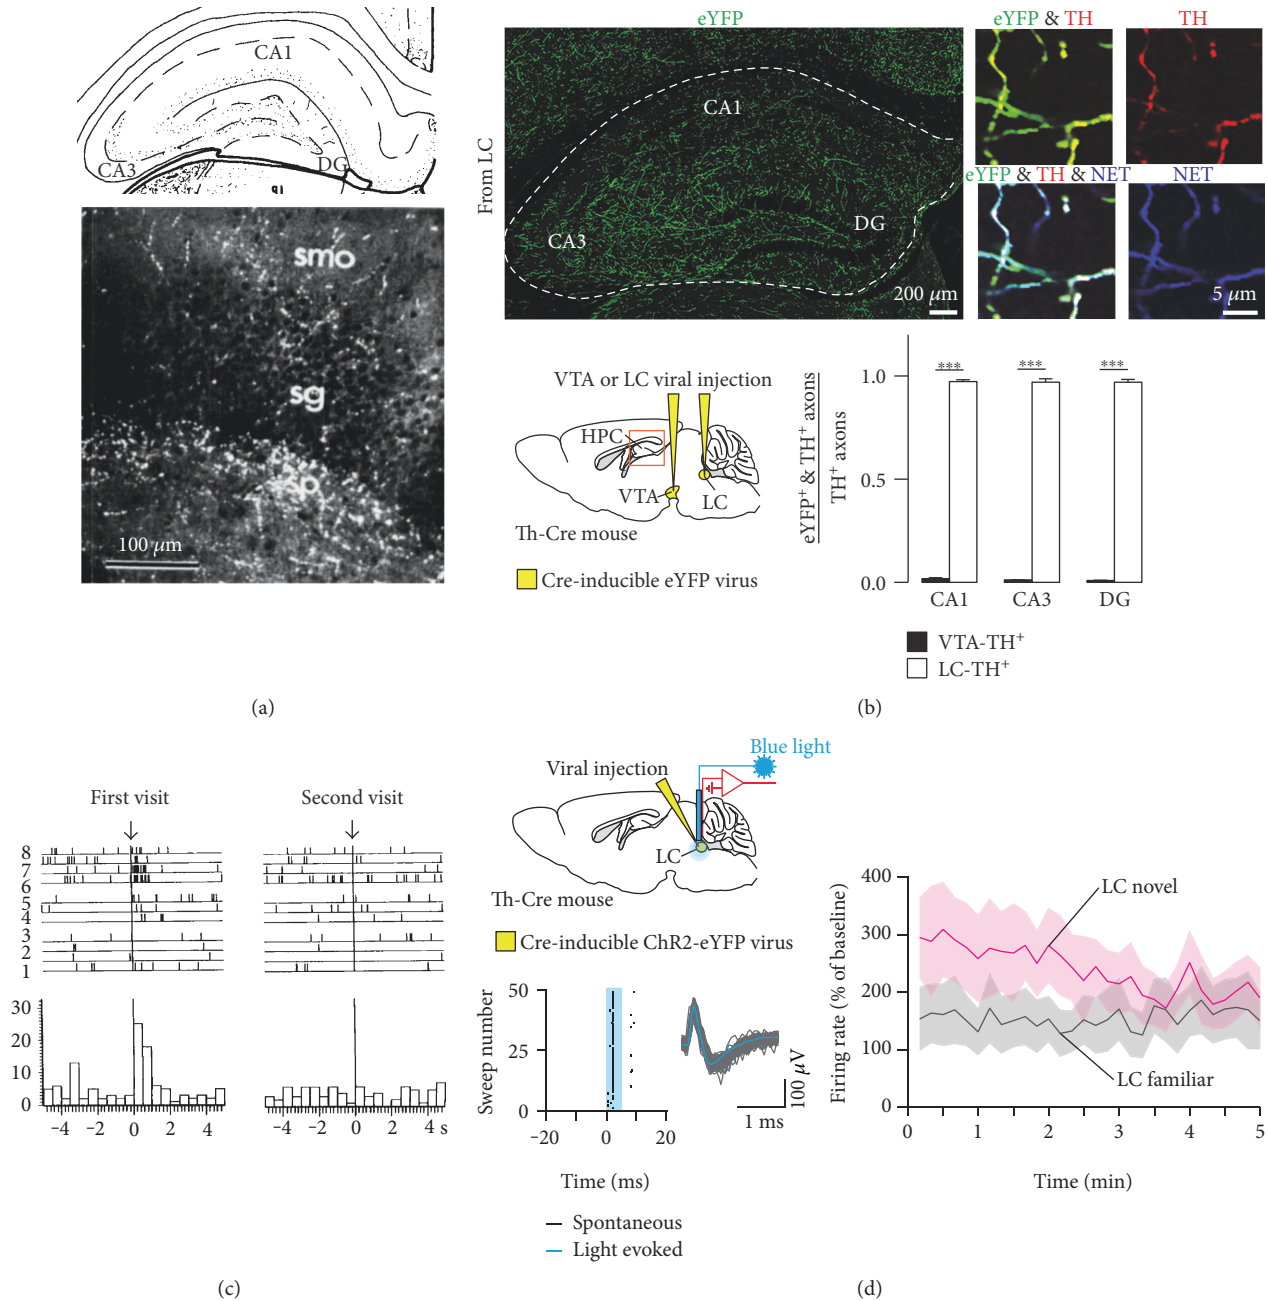 CA1
CA3
DG
smo
sg
sp
100 µm
(a)
eYFP
From LC
CA1
CA3
DG
200 µm
eYFP & TH
TH
eYFP & TH & NET
NET
5 µm
VTA or LC viral injection
HPC
VTA
LC
Th-Cre mouse
Cre-inducible eYFP virus
eYFP⁺ & TH⁺ axons
TH⁺ axons
1.0
0.5
0.0
***
***
***
CA1
CA3
DG
VTA-TH⁺
LC-TH⁺
(b)
First visit
Second visit
8
7
6
5
4
3
2
1
30
20
10
0
−4
−2
0
2
4
−4
−2
0
2
4 s
(c)
Blue light
Viral injection
LC
Th-Cre mouse
Cre-inducible ChR2-eYFP virus
Sweep number
50
25
0
−20
0
20
Time (ms)
100 µV
1 ms
Spontaneous
Light evoked
Firing rate (% of baseline)
400
300
200
100
0
LC novel
LC familiar
0
1
2
3
4
5
Time (min)
(d)